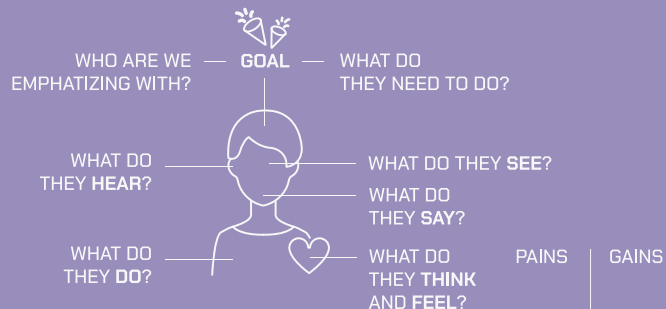 WHO ARE WE
EMPHATIZING WITH?
GOAL
WHAT DO
THEY NEED TO DO?
WHAT DO
THEY HEAR?
WHAT DO THEY SEE?
WHAT DO
THEY SAY?
WHAT DO
THEY DO?
WHAT DO
THEY THINK
AND FEEL?
PAINS
GAINS